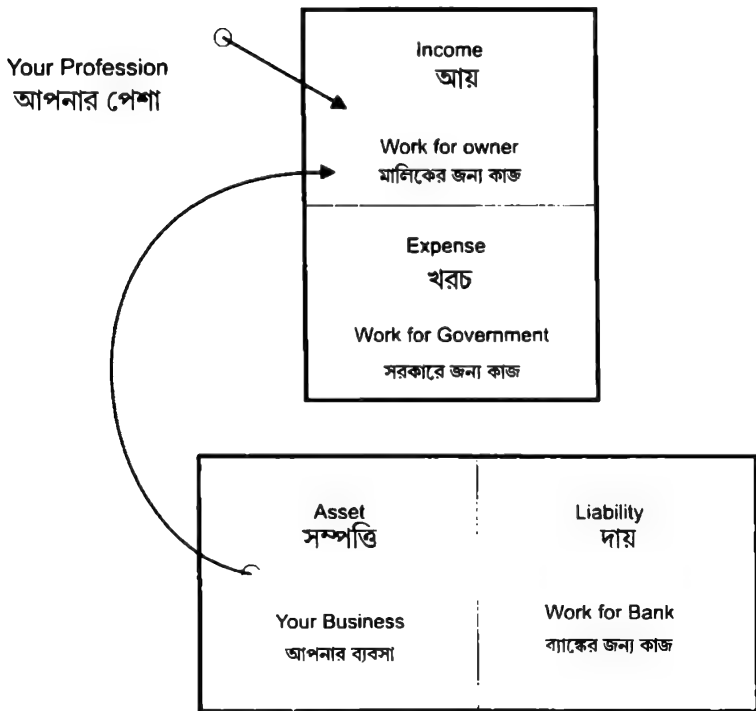 Your Profession
আপনার পেশা
Income
আয়
Work for owner
মালিকের জন্য কাজ
Expense
খরচ
Work for Government
সরকারে জন্য কাজ
Asset
সম্পত্তি
Liability
দায়
Your Business
আপনার ব্যবসা
Work for Bank
ব্যাঙ্কের জন্য কাজ